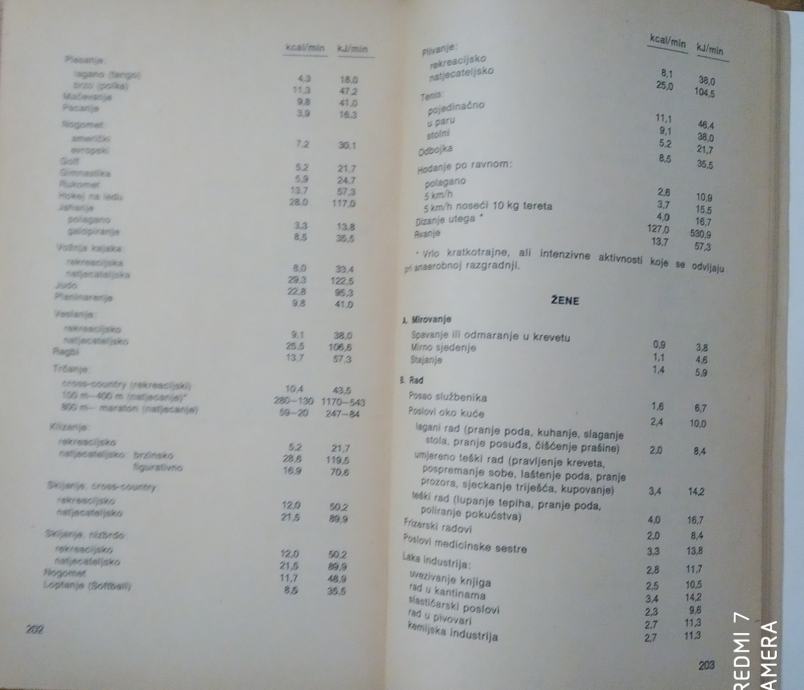 kcal/min kJ/min
Plesanje:
lagano (tango) 4,3 18,0
brzo (polka) 11,3 47,2
Mačevanje 9,8 41,0
Pecanje 3,9 16,3
Nogomet:
američki 7,2 30,1
evropski
Golf 5,2 21,7
Gimnastika 5,9 24,7
Rukomet 13,7 57,3
Hokej na ledu 28,0 117,0
Jahanje
polagano 3,3 13,8
galopiranje 8,5 35,5
Vožnja kajaka:
rekreacijska 8,0 33,4
natjecateljska 29,3 122,5
Judo 22,8 95,3
Planinarenje 9,8 41,0
Veslanje:
rekreacijsko 9,1 38,0
natjecateljsko 25,5 106,6
Ragbi 13,7 57,3
Trčanje:
cross-country (rekreacijski) 10,4 43,5
100 m—400 m (natjecanje)* 280—130 1170—543
800 m— maraton (natjecanje) 59—20 247—84
Klizanje:
rekreacijsko 5,2 21,7
natjecateljsko: brzinsko 28,6 119,5
figurativno 16,9 70,6
Skijanje, cross-country:
rekreacijsko 12,0 50,2
natjecateljsko 21,5 89,9
Skijanje, nizbrdo:
rekreacijsko 12,0 50,2
natjecateljsko 21,5 89,9
Nogomet 11,7 48,9
Loptanje (Softball) 8,5 35,5
202
kcal/min kJ/min
Plivanje:
rekreacijsko 8,1 38,0
natjecateljsko 25,0 104,5
Tenis:
pojedinačno 11,1 46,4
u paru 9,1 38,0
stolni 5,2 21,7
Odbojka 8,5 35,5
Hodanje po ravnom:
polagano 2,6 10,9
5 km/h 3,7 15,5
5 km/h noseći 10 kg tereta 4,0 16,7
Dizanje utega * 127,0 530,9
Rvanje 13,7 57,3
* Vrlo kratkotrajne, ali intenzivne aktivnosti koje se odvijaju
pri anaerobnoj razgradnji.
ŽENE
A. Mirovanje
Spavanje ili odmaranje u krevetu 0,9 3,8
Mirno sjedenje 1,1 4,6
Stajanje 1,4 5,9
B. Rad
Posao službenika 1,6 6,7
Poslovi oko kuće 2,4 10,0
lagani rad (pranje poda, kuhanje, slaganje
stola, pranje posuđa, čišćenje prašine) 2,0 8,4
umjereno teški rad (pravljenje kreveta,
pospremanje sobe, laštenje poda, pranje
prozora, sjeckanje triješća, kupovanje) 3,4 14,2
teški rad (lupanje tepiha, pranje poda,
poliranje pokućstva) 4,0 16,7
Frizerski radovi 2,0 8,4
Poslovi medicinske sestre 3,3 13,8
Laka industrija: 2,8 11,7
uvezivanje knjiga 2,5 10,5
rad u kantinama 3,4 14,2
slastičarski poslovi 2,3 9,6
rad u pivovari 2,7 11,3
kemijska industrija 2,7 11,3
203
REDMI 7
AMERA